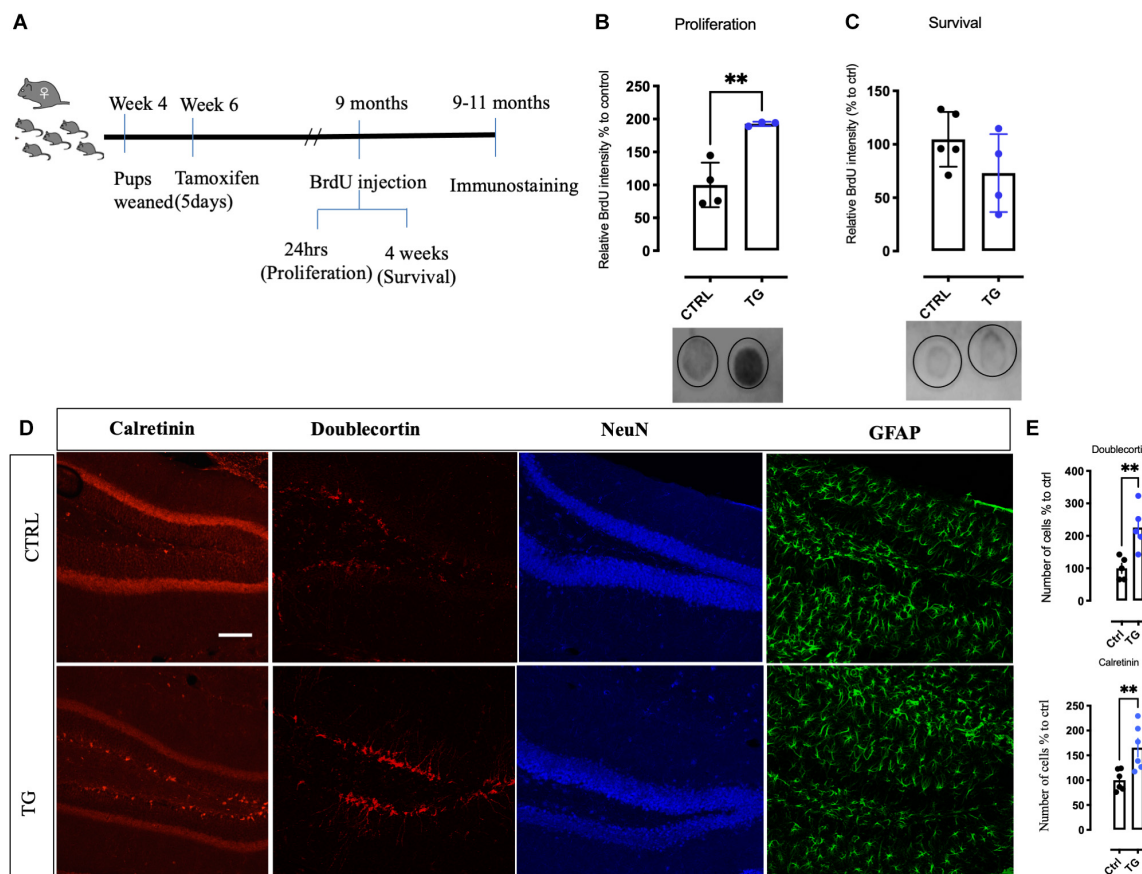 A
♀
Week 4
Week 6
9 months
9-11 months
Pups
weaned
Tamoxifen
(5days)
BrdU injection
Immunostaining
24hrs
(Proliferation)
4 weeks
(Survival)
B
Proliferation
Relative BrdU intensity % to control
250
200
150
100
50
0
**
CTRL
TG
C
Survival
Relative BrdU intensity (% to ctrl)
150
100
50
0
CTRL
TG
D
Calretinin
Doublecortin
NeuN
GFAP
CTRL
TG
E
Doublecorti
Number of cells % to ctrl
400
300
200
100
0
**
Ctrl
TG
Calretinin
Number of cells % to ctrl
250
200
150
100
50
0
**
Ctrl
TG